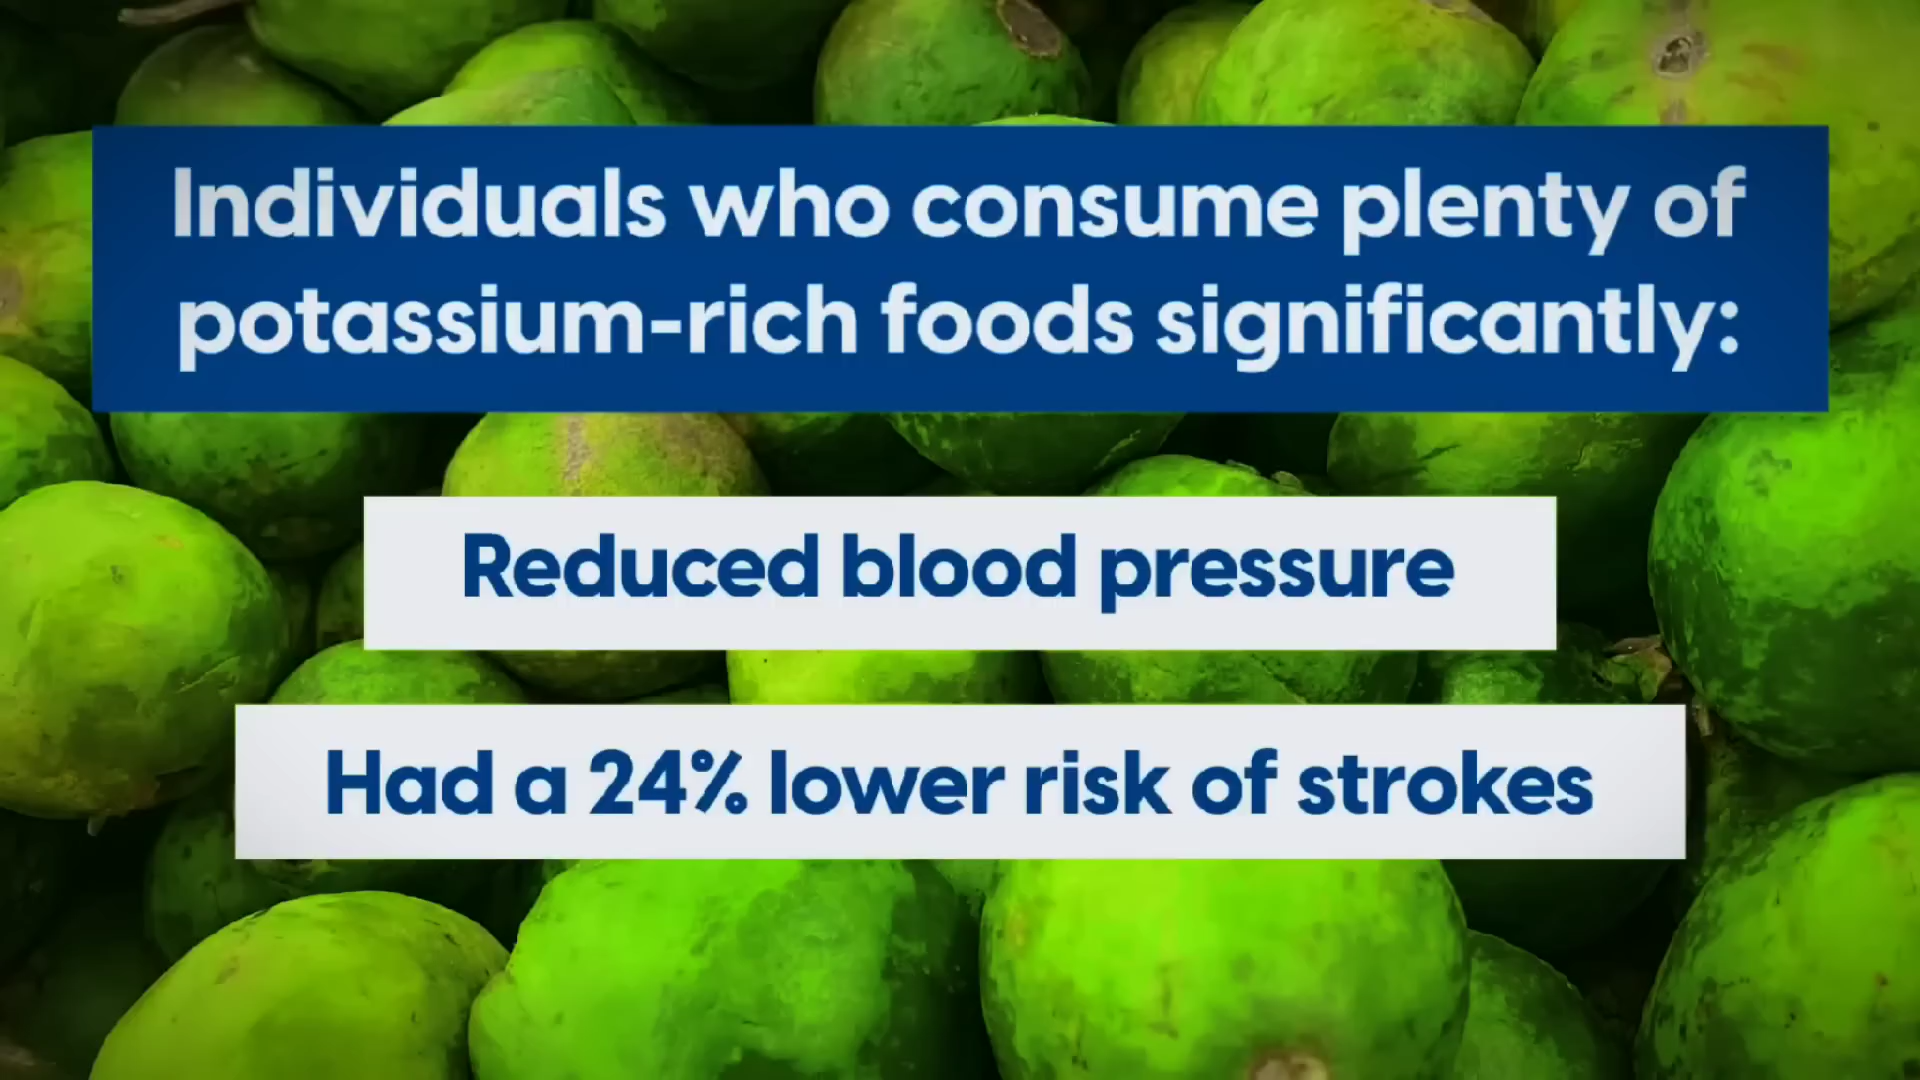 Individuals who consume plenty of
potassium-rich foods significantly:
Reduced blood pressure
Had a 24% lower risk of strokes